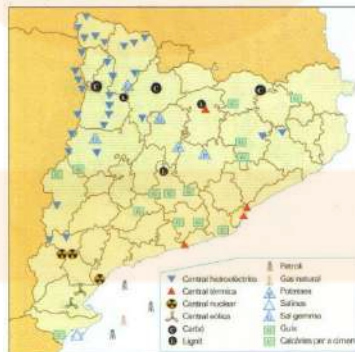 Central hidroelèctrica
Central tèrmica
Central nuclear
Central eòlica
Carbó
Lignit
Petroli
Gas natural
Potasses
Salines
Sal gemma
Guix
Calcàries per a ciment